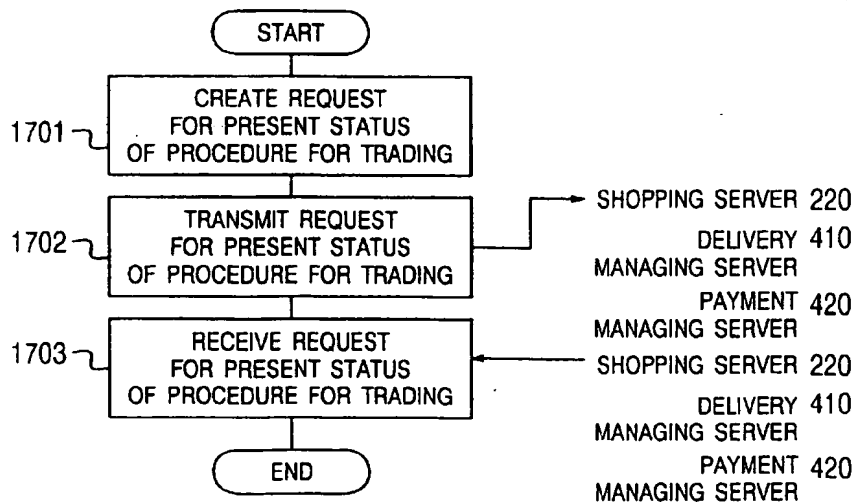 START
CREATE REQUEST
FOR PRESENT STATUS
OF PROCEDURE FOR TRADING
1701
TRANSMIT REQUEST
FOR PRESENT STATUS
OF PROCEDURE FOR TRADING
1702
SHOPPING SERVER 220
DELIVERY 410
MANAGING SERVER
PAYMENT 420
MANAGING SERVER
RECEIVE REQUEST
FOR PRESENT STATUS
OF PROCEDURE FOR TRADING
1703
SHOPPING SERVER 220
DELIVERY 410
MANAGING SERVER
PAYMENT 420
MANAGING SERVER
END